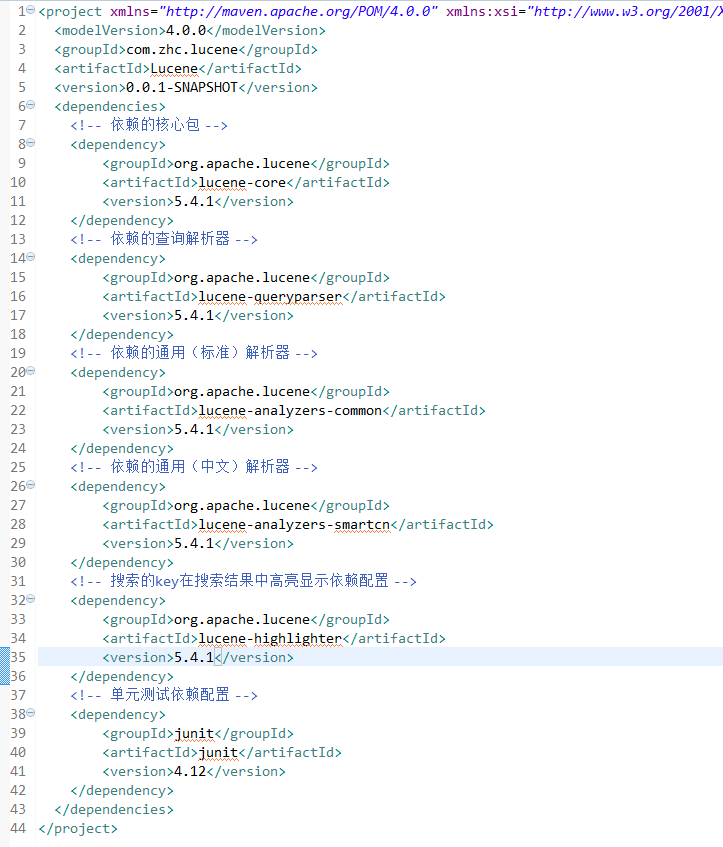 1 <project xmlns="http://maven.apache.org/POM/4.0.0" xmlns:xsi="http://www.w3.org/2001/X
2 <modelVersion>4.0.0</modelVersion>
3 <groupId>com.zhc.lucene</groupId>
4 <artifactId>Lucene</artifactId>
5 <version>0.0.1-SNAPSHOT</version>
6 <dependencies>
7 <!-- 依赖的核心包 -->
8 <dependency>
9 <groupId>org.apache.lucene</groupId>
10 <artifactId>lucene-core</artifactId>
11 <version>5.4.1</version>
12 </dependency>
13 <!-- 依赖的查询解析器 -->
14 <dependency>
15 <groupId>org.apache.lucene</groupId>
16 <artifactId>lucene-queryparser</artifactId>
17 <version>5.4.1</version>
18 </dependency>
19 <!-- 依赖的通用（标准）解析器 -->
20 <dependency>
21 <groupId>org.apache.lucene</groupId>
22 <artifactId>lucene-analyzers-common</artifactId>
23 <version>5.4.1</version>
24 </dependency>
25 <!-- 依赖的通用（中文）解析器 -->
26 <dependency>
27 <groupId>org.apache.lucene</groupId>
28 <artifactId>lucene-analyzers-smartcn</artifactId>
29 <version>5.4.1</version>
30 </dependency>
31 <!-- 搜索的key在搜索结果中高亮显示依赖配置 -->
32 <dependency>
33 <groupId>org.apache.lucene</groupId>
34 <artifactId>lucene-highlighter</artifactId>
35 <version>5.4.1</version>
36 </dependency>
37 <!-- 单元测试依赖配置 -->
38 <dependency>
39 <groupId>junit</groupId>
40 <artifactId>junit</artifactId>
41 <version>4.12</version>
42 </dependency>
43 </dependencies>
44 </project>